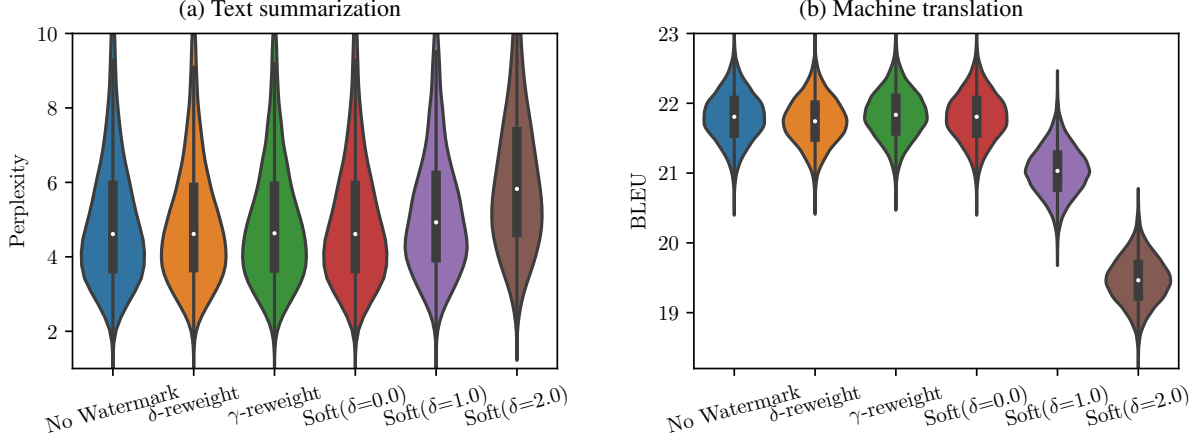 (a) Text summarization
10
8
6
4
2
Perplexity
No Watermark
δ-reweight
γ-reweight
Soft(δ=0.0)
Soft(δ=1.0)
Soft(δ=2.0)
(b) Machine translation
23
22
21
20
19
BLEU
No Watermark
δ-reweight
γ-reweight
Soft(δ=0.0)
Soft(δ=1.0)
Soft(δ=2.0)